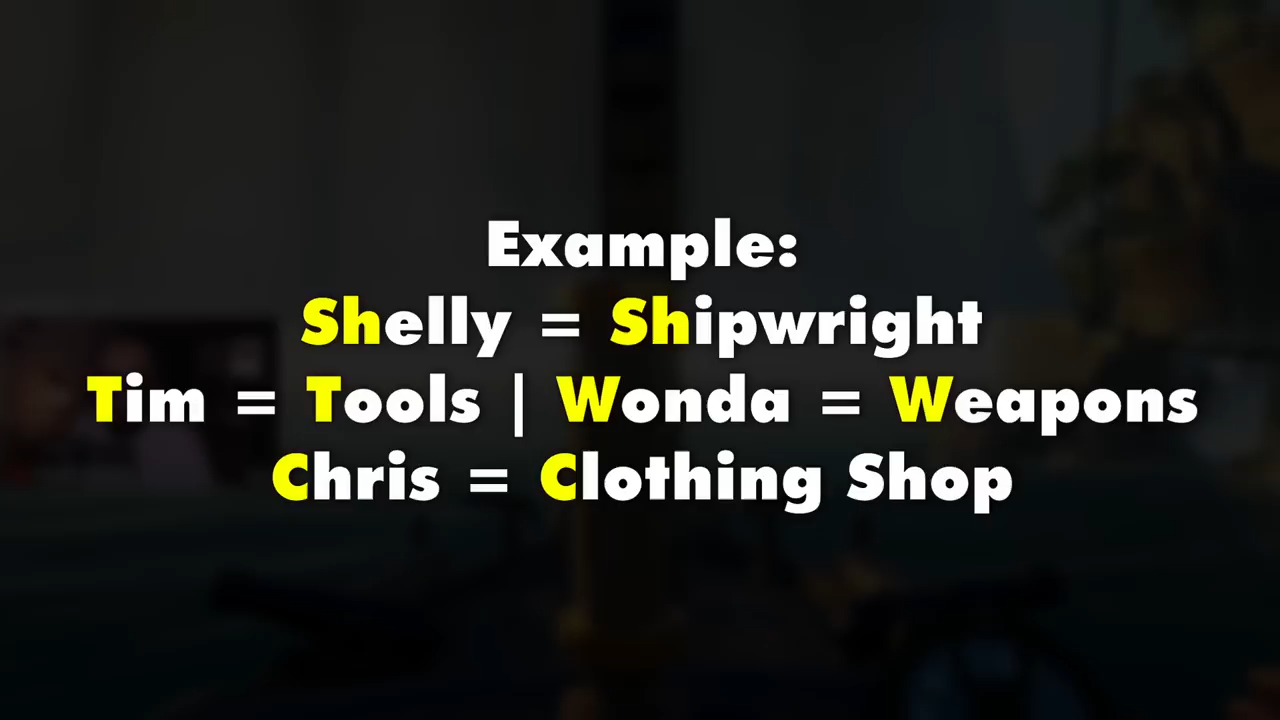 Example:
Shelly = Shipwright
Tim = Tools | Wonda = Weapons
Chris = Clothing Shop